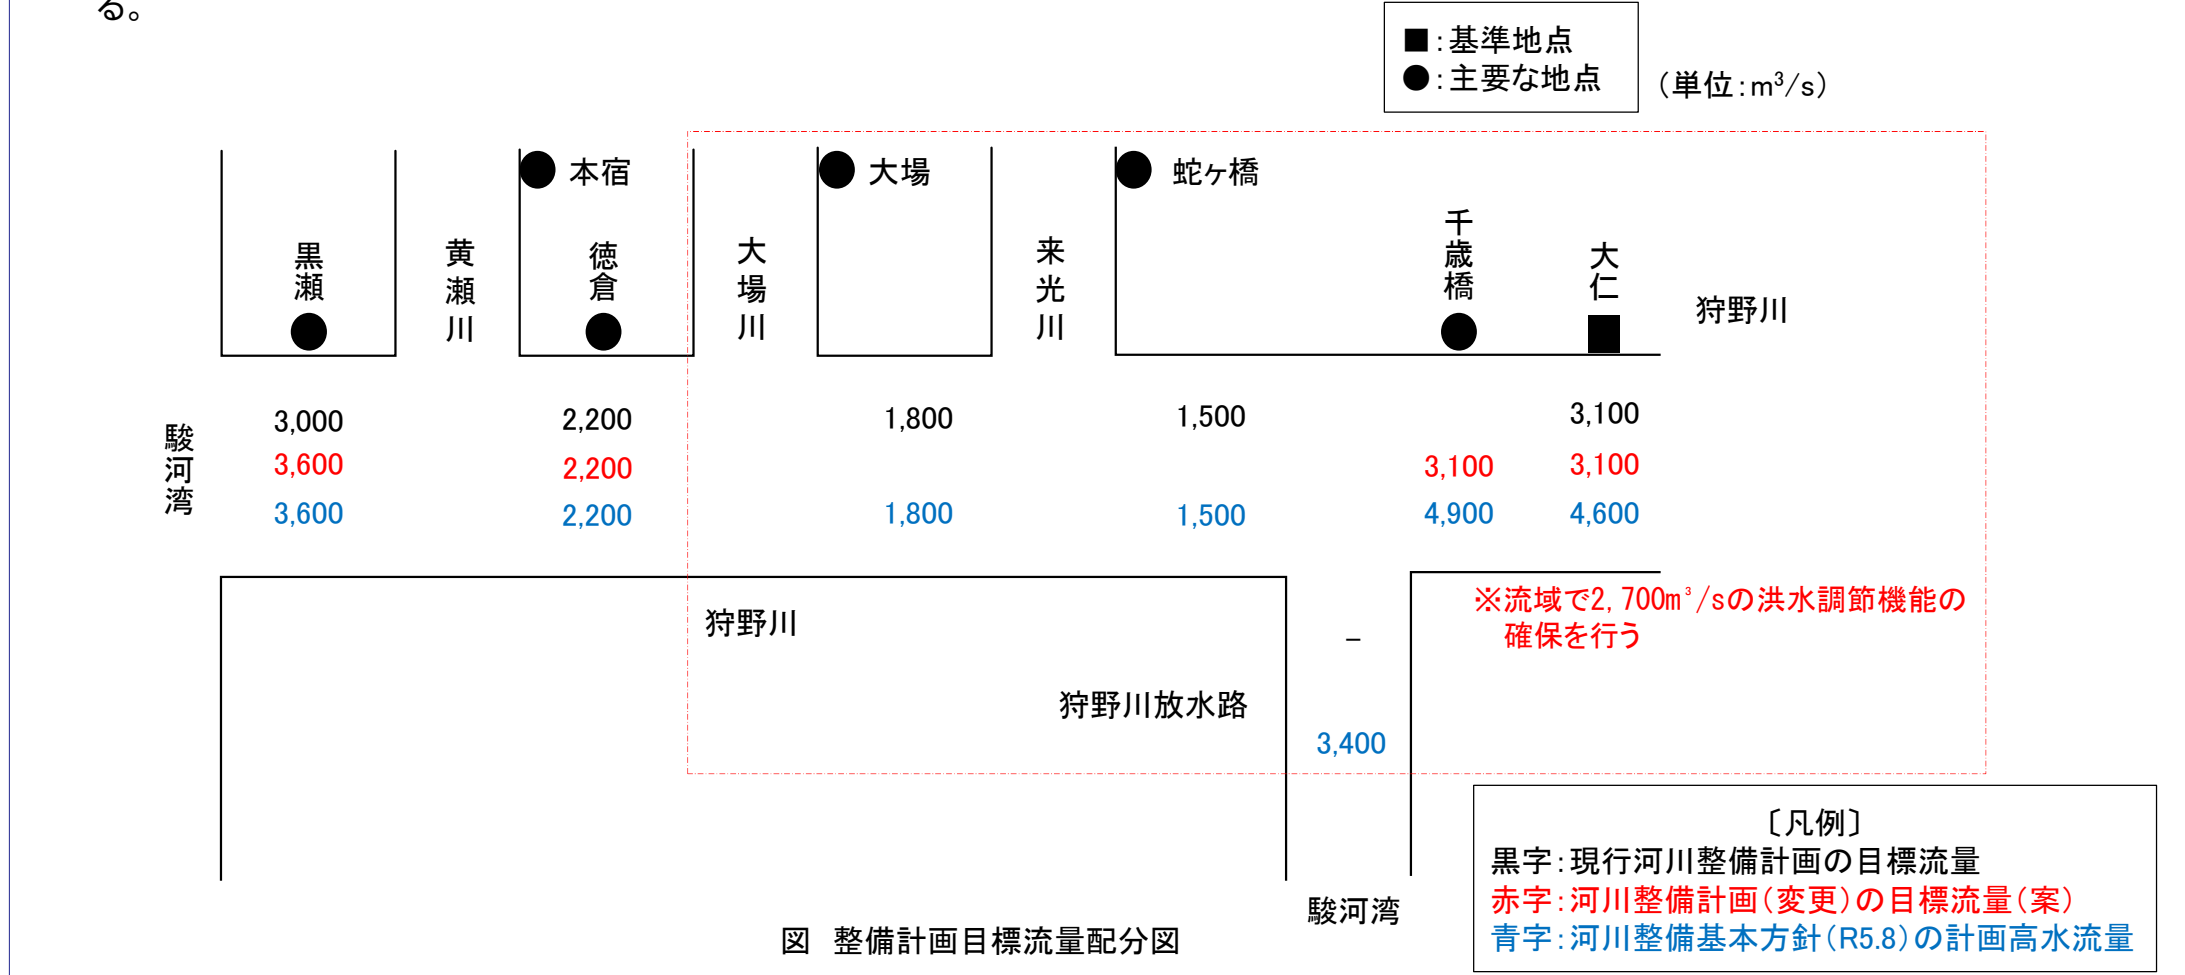 る。
■：基準地点
●：主要な地点
（単位：m³/s）
本宿
大場
蛇ヶ橋
黒瀬
黄瀬川
徳倉
大場川
来光川
千歳橋
大仁
狩野川
駿河湾
3,000 2,200 1,800 1,500 3,100
3,600 2,200 3,100 3,100
3,600 2,200 1,800 1,500 4,900 4,600
※流域で2,700m³/sの洪水調節機能の
確保を行う
狩野川
－
狩野川放水路
3,400
〔凡例〕
黒字：現行河川整備計画の目標流量
赤字：河川整備計画（変更）の目標流量（案）
青字：河川整備基本方針（R5.8）の計画高水流量
駿河湾
図　整備計画目標流量配分図